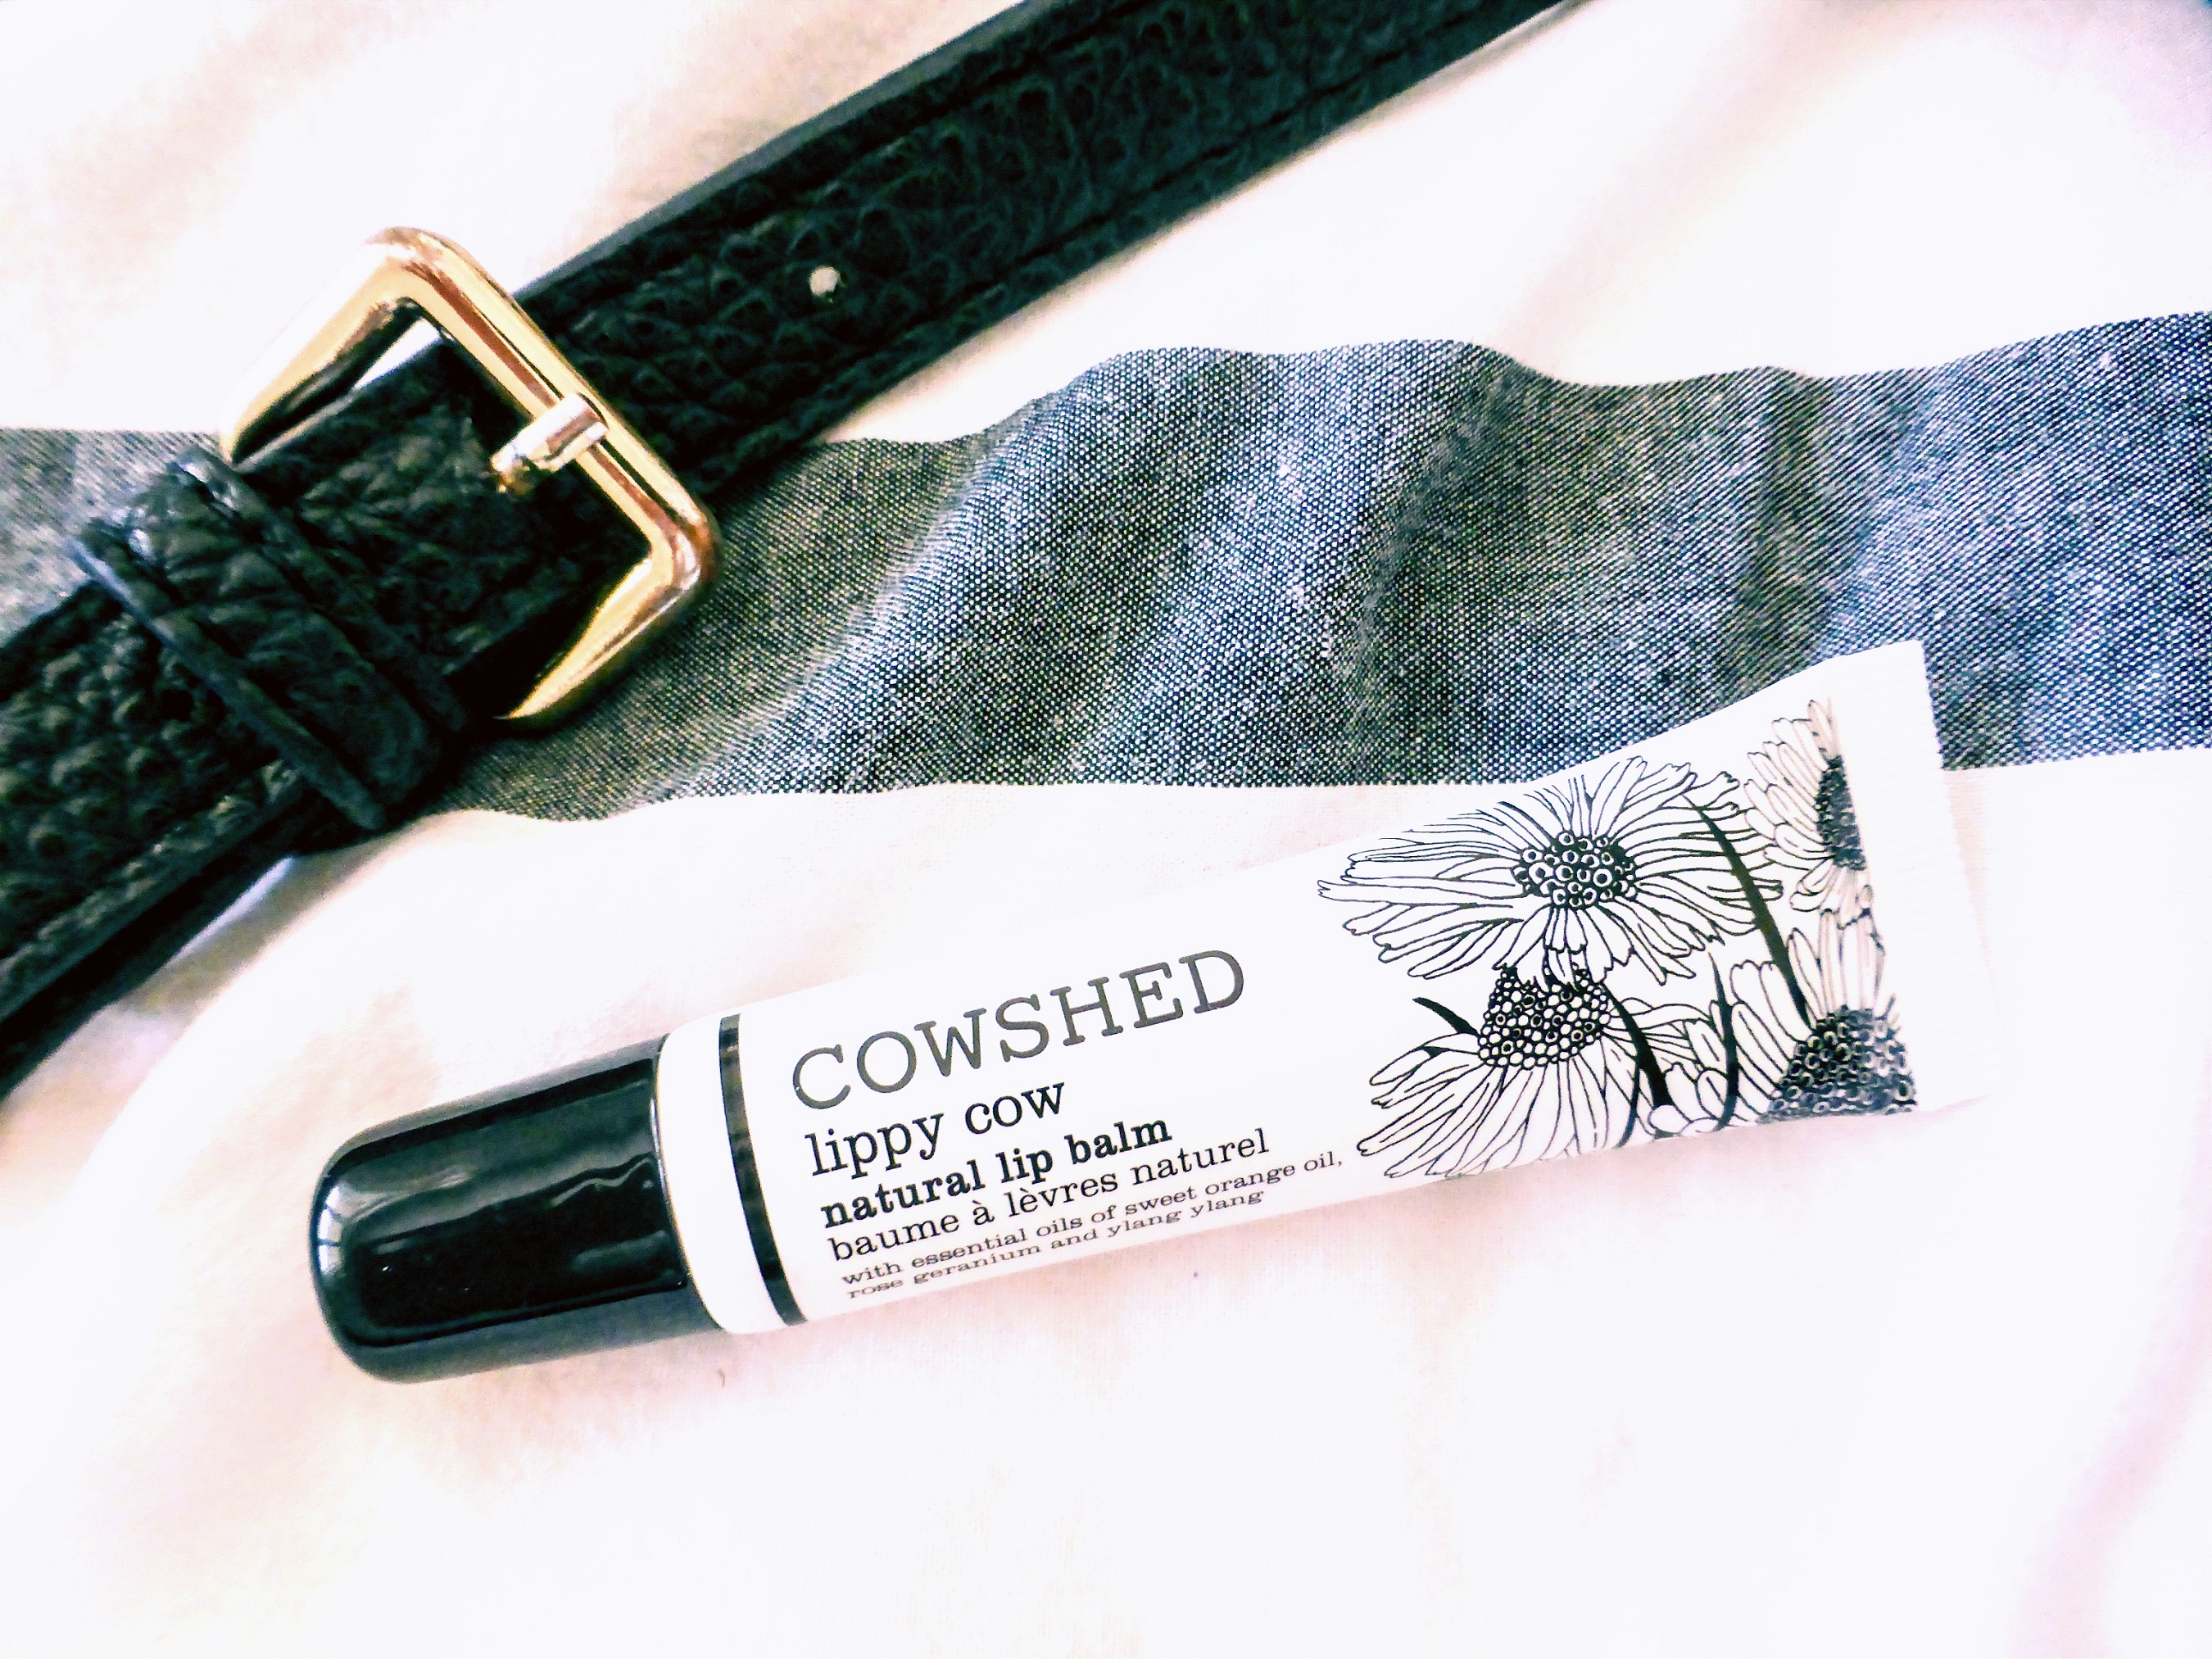 COWSHED
lippy cow
natural lip balm
baume à lèvres naturel
with essential oils of sweet orange oil,
rose geranium and ylang ylang